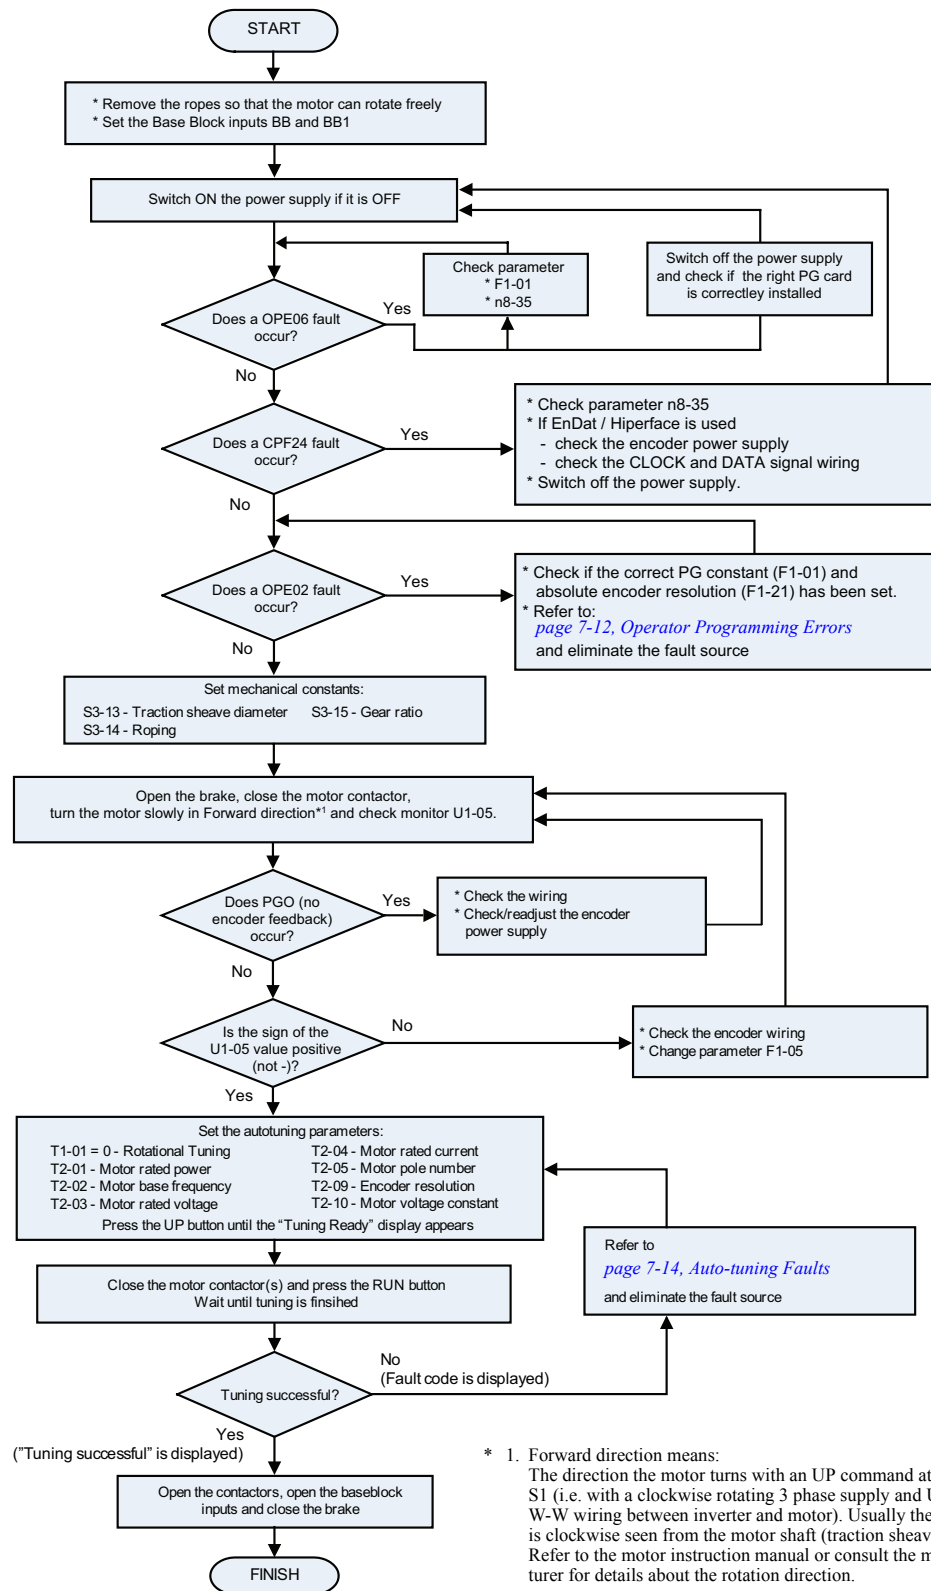 START
* Remove the ropes so that the motor can rotate freely
* Set the Base Block inputs BB and BB1
Switch ON the power supply if it is OFF
Check parameter
* F1-01
* n8-35
Switch off the power supply
and check if the right PG card
is correctley installed
Does a OPE06 fault
occur?
Yes
No
Does a CPF24 fault
occur?
Yes
* Check parameter n8-35
* If EnDat / Hiperface is used
- check the encoder power supply
- check the CLOCK and DATA signal wiring
* Switch off the power supply.
No
Does a OPE02 fault
occur?
Yes
* Check if the correct PG constant (F1-01) and
absolute encoder resolution (F1-21) has been set.
* Refer to:
page 7-12, Operator Programming Errors
and eliminate the fault source
No
Set mechanical constants:
S3-13 - Traction sheave diameter S3-15 - Gear ratio
S3-14 - Roping
Open the brake, close the motor contactor,
turn the motor slowly in Forward direction*1 and check monitor U1-05.
Does PGO (no
encoder feedback)
occur?
Yes
* Check the wiring
* Check/readjust the encoder
power supply
No
Is the sign of the
U1-05 value positive
(not -)?
No
* Check the encoder wiring
* Change parameter F1-05
Yes
Set the autotuning parameters:
T1-01 = 0 - Rotational Tuning T2-04 - Motor rated current
T2-01 - Motor rated power T2-05 - Motor pole number
T2-02 - Motor base frequency T2-09 - Encoder resolution
T2-03 - Motor rated voltage T2-10 - Motor voltage constant
Press the UP button until the “Tuning Ready” display appears
Refer to
page 7-14, Auto-tuning Faults
and eliminate the fault source
Close the motor contactor(s) and press the RUN button
Wait until tuning is finsihed
Tuning successful?
No
(Fault code is displayed)
Yes
(”Tuning successful” is displayed)
Open the contactors, open the baseblock
inputs and close the brake
FINISH
* 1. Forward direction means:
The direction the motor turns with an UP command at
S1 (i.e. with a clockwise rotating 3 phase supply and U
W-W wiring between inverter and motor). Usually the
is clockwise seen from the motor shaft (traction sheav
Refer to the motor instruction manual or consult the m
turer for details about the rotation direction.